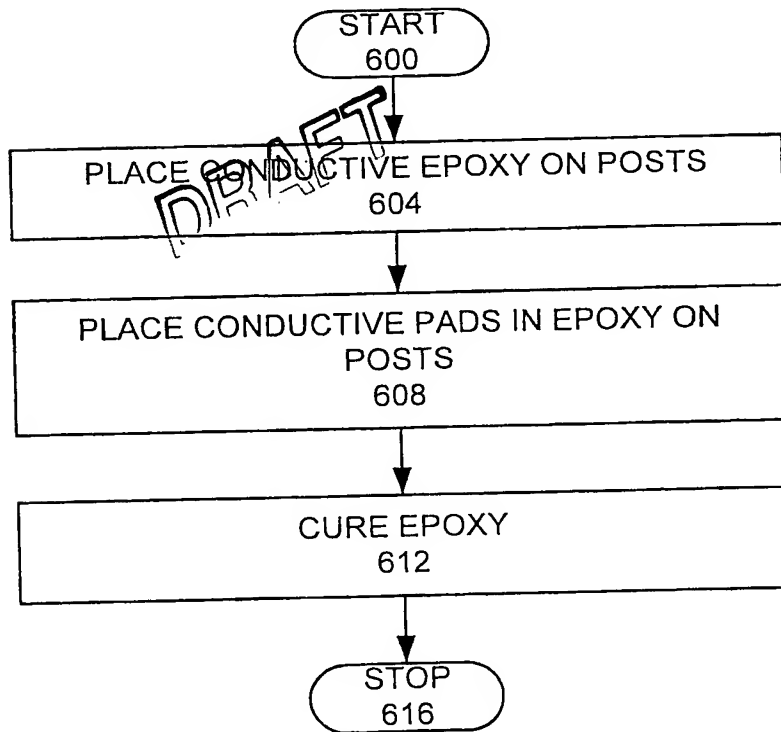 START
600
DRAFT
PLACE CONDUCTIVE EPOXY ON POSTS
604
PLACE CONDUCTIVE PADS IN EPOXY ON
POSTS
608
CURE EPOXY
612
STOP
616